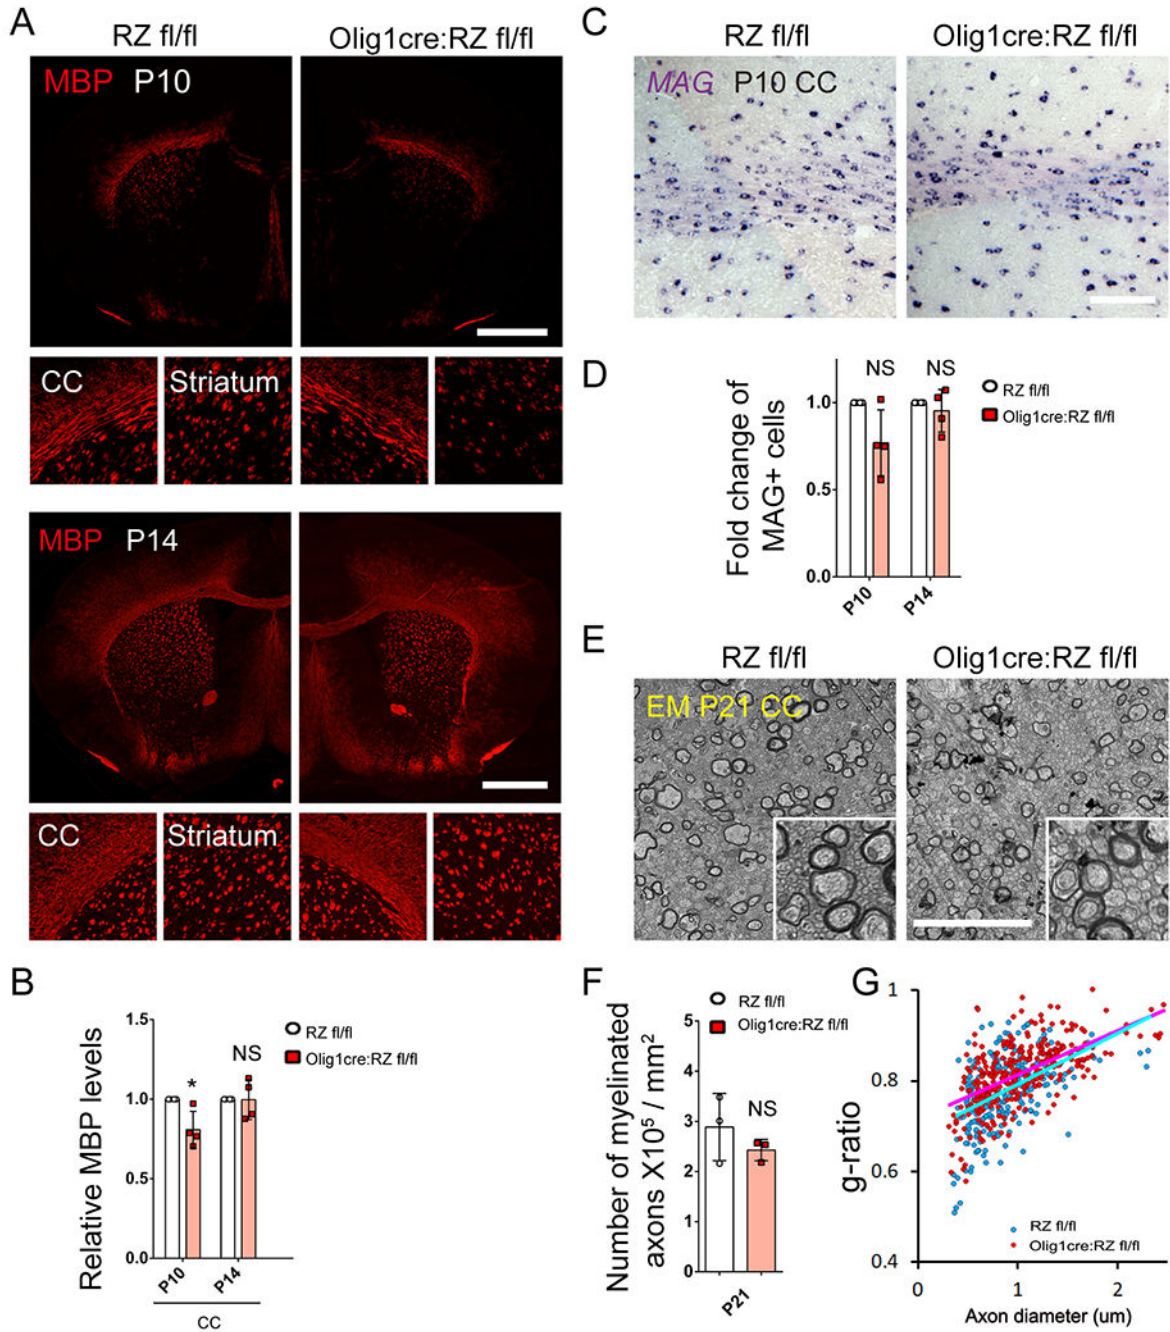 A
RZ fl/fl
Olig1cre:RZ fl/fl
MBP P10
CC
Striatum
MBP P14
CC
Striatum
B
Relative MBP levels
1.5
1.0
0.5
0.0
RZ fl/fl
Olig1cre:RZ fl/fl
*
NS
P10
P14
CC
C
RZ fl/fl
Olig1cre:RZ fl/fl
MAG P10 CC
D
Fold change of
MAG+ cells
1.0
0.5
0.0
NS
NS
RZ fl/fl
Olig1cre:RZ fl/fl
P10
P14
E
RZ fl/fl
Olig1cre:RZ fl/fl
EM P21 CC
F
Number of myelinated
axons X10⁵ / mm²
RZ fl/fl
Olig1cre:RZ fl/fl
5
4
3
2
1
0
NS
P21
G
g-ratio
1
0.8
0.6
0.4
RZ fl/fl
Olig1cre:RZ fl/fl
0
1
2
Axon diameter (um)